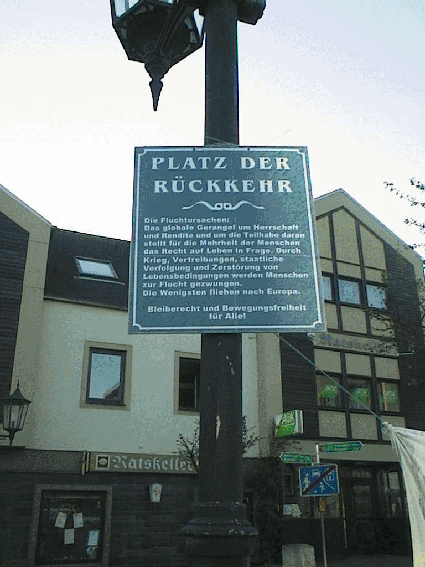 PLATZ DER
RÜCKKEHR
Die Fluchtursachen:
Das globale Gerangel um Herrschaft
und Rendite und um die Teilhabe daran
stellt für die Mehrheit der Menschen
das Recht auf Leben in Frage. Durch
Krieg, Vertreibungen, staatliche
Verfolgung und Zerstörung von
Lebensbedingungen werden Menschen
zur Flucht gezwungen.
Die Wenigsten fliehen nach Europa.
Bleiberecht und Bewegungsfreiheit
für Alle!
Ratskeller
Ratskeller